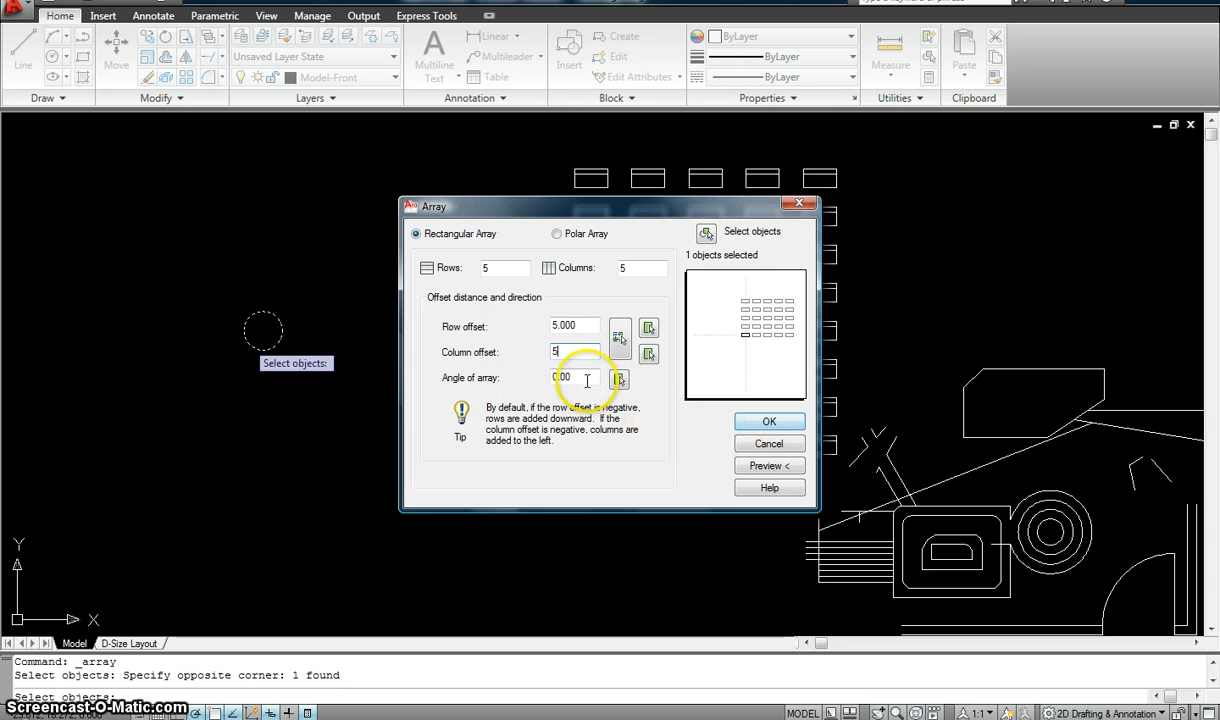 Type a keyword or phrase
Home Insert Annotate Parametric View Manage Output Express Tools
Line
Move
Unsaved Layer State
Model-Front
Multiline
Text
Linear
Multileader
Table
Insert
Create
Edit
Edit Attributes
ByLayer
ByLayer
ByLayer
Measure
Paste
Draw Modify Layers Annotation Block Properties Utilities Clipboard
Array
Rectangular Array
Polar Array
Select objects
1 objects selected
Rows: 5
Columns: 5
Offset distance and direction
Row offset: 5.000
Column offset: 5
Angle of array: 0.00
Tip
By default, if the row offset is negative,
rows are added downward. If the
column offset is negative, columns are
added to the left.
OK
Cancel
Preview <
Help
Select objects:
Y
X
Model D-Size Layout
Command: _array
Select objects: Specify opposite corner: 1 found
Select objects:
Screencast-O-Matic.com
MODEL
1:1
2D Drafting & Annotation